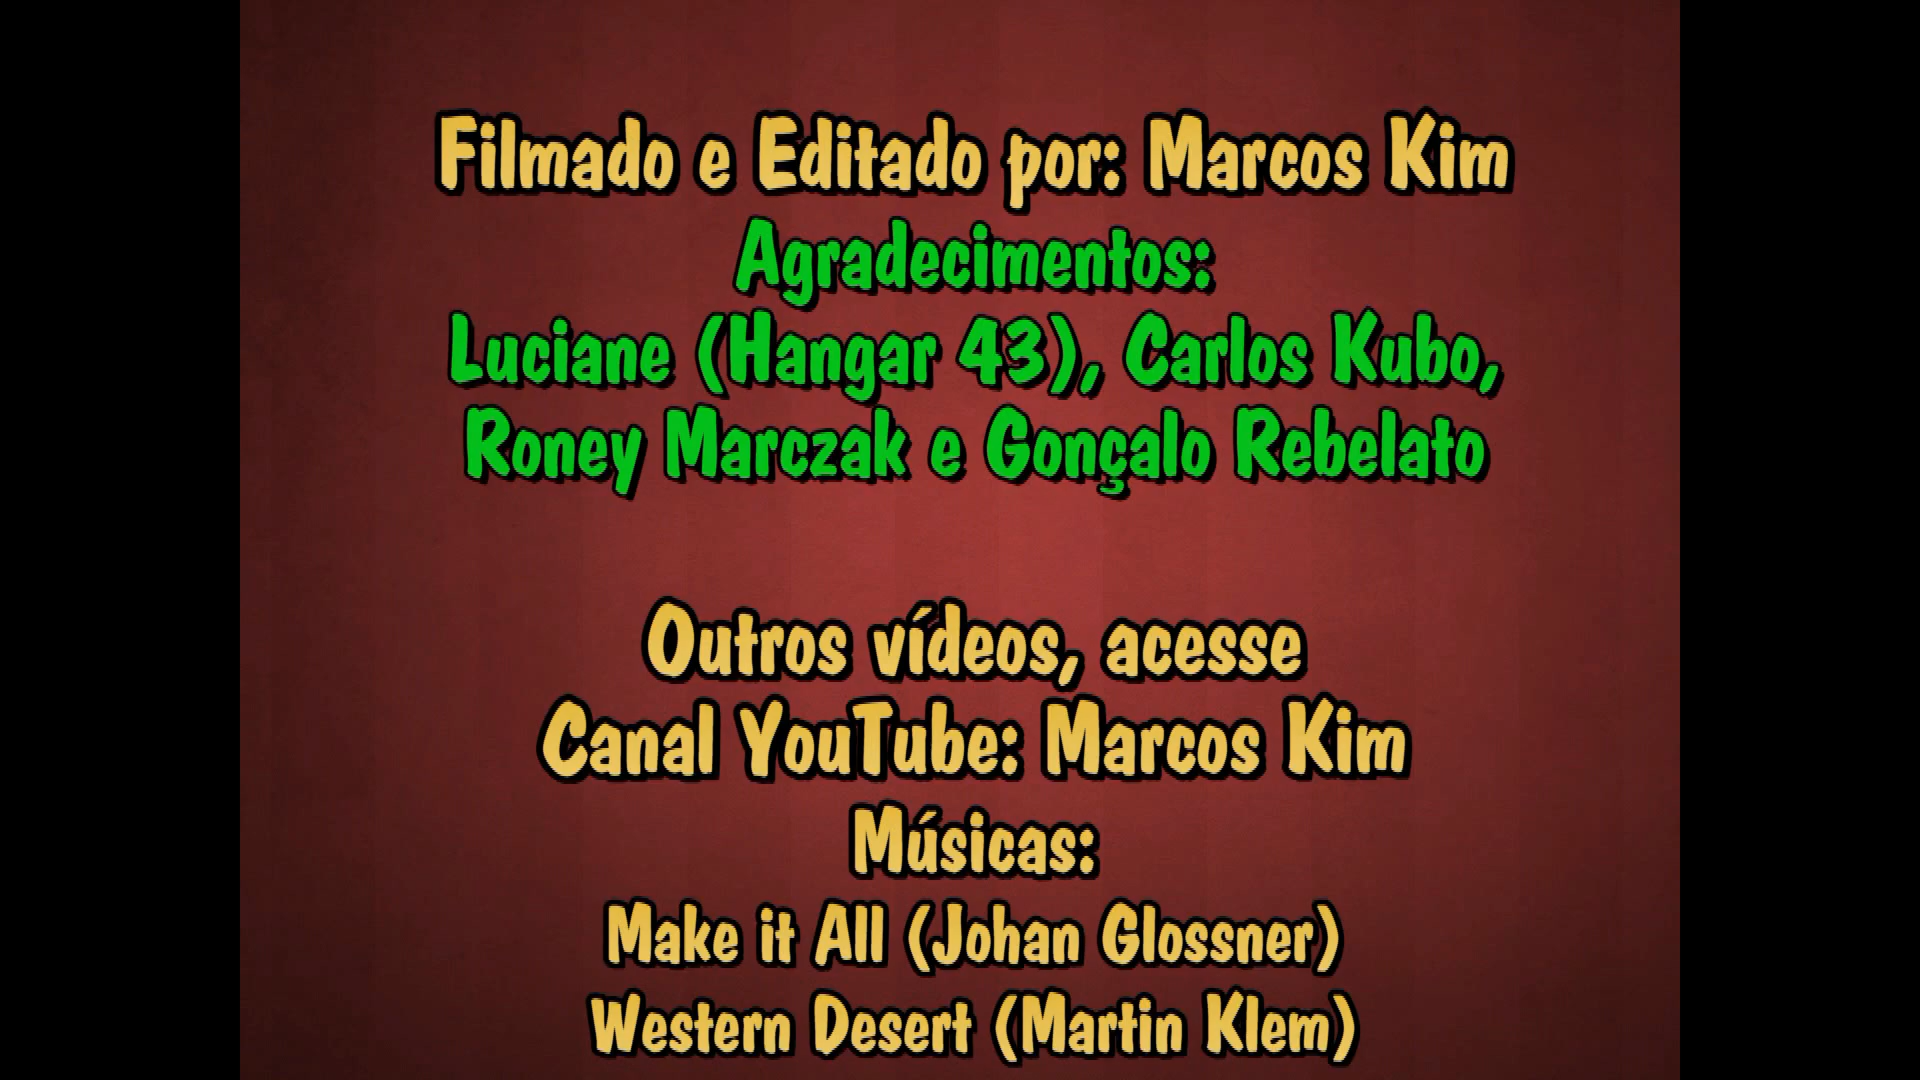 Filmado e Editado por: Marcos Kim
Agradecimentos:
Luciane (Hangar 43), Carlos Kubo,
Roney Marczak e Gonçalo Rebelato
Outros vídeos, acesse
Canal YouTube: Marcos Kim
Músicas:
Make it All (Johan Glossner)
Western Desert (Martin Klem)